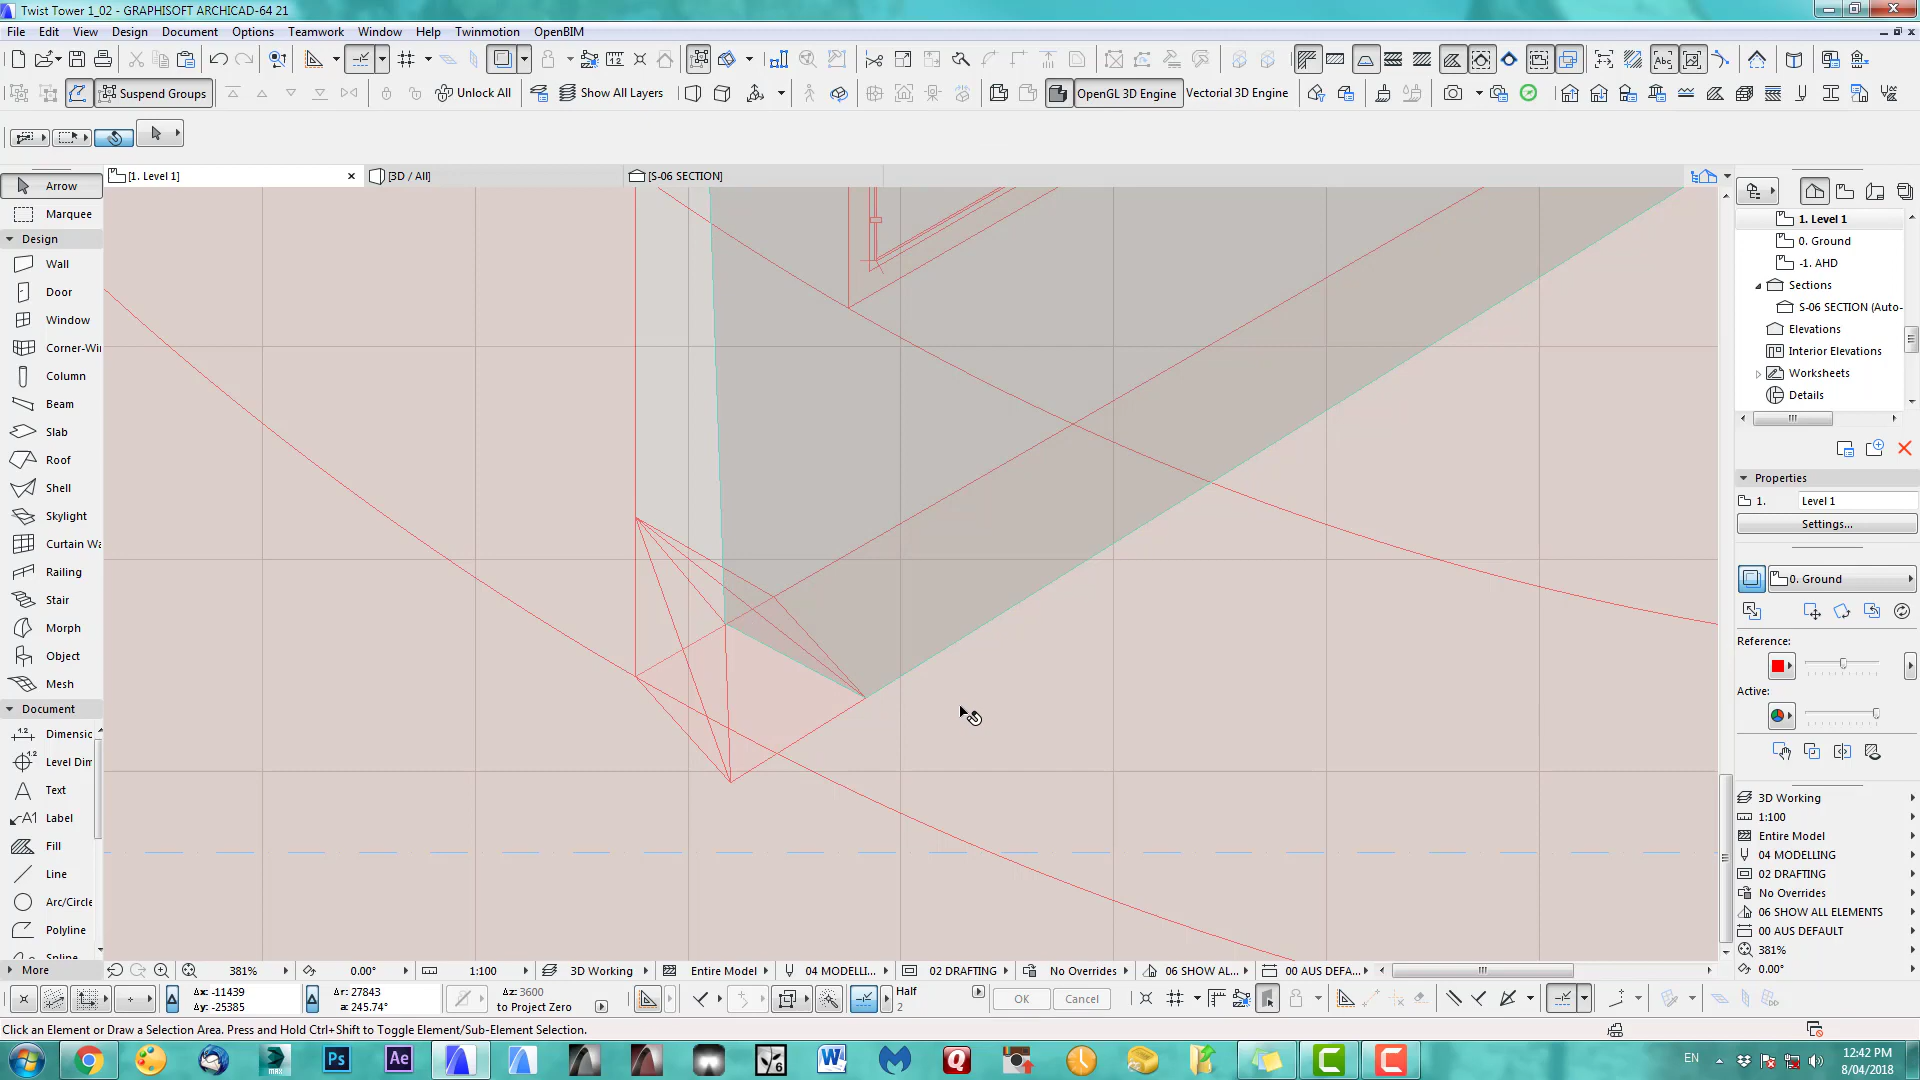 Twist Tower 1_02 - GRAPHISOFT ARCHICAD-64 21
File Edit View Design Document Options Teamwork Window Help Twinmotion OpenBIM
Suspend Groups Unlock All Show All Layers OpenGL 3D Engine Vectorial 3D Engine
[1. Level 1] [3D / All] [S-06 SECTION]
Arrow
Marquee
Design
Wall
Door
Window
Corner-Wi
Column
Beam
Slab
Roof
Shell
Skylight
Curtain Wa
Railing
Stair
Morph
Object
Mesh
Document
Dimensic
Level Dim
Text
Label
Fill
Line
Arc/Circle
Polyline
Spline
More
1. Level 1
0. Ground
-1. AHD
Sections
S-06 SECTION (Auto-
Elevations
Interior Elevations
Worksheets
Details
Properties
1. Level 1
Settings...
0. Ground
Reference:
Active:
3D Working
1:100
Entire Model
04 MODELLING
02 DRAFTING
No Overrides
06 SHOW ALL ELEMENTS
00 AUS DEFAULT
381%
0.00°
381% 0.00° 1:100 3D Working Entire Model 04 MODELLI... 02 DRAFTING No Overrides 06 SHOW AL... 00 AUS DEFA...
Δx: -11439 Δr: 27843 Δz: 3600 Half OK Cancel
Δy: -25385 a: 245.74° to Project Zero 2
Click an Element or Draw a Selection Area. Press and Hold Ctrl+Shift to Toggle Element/Sub-Element Selection.
EN 12:42 PM
8/04/2018